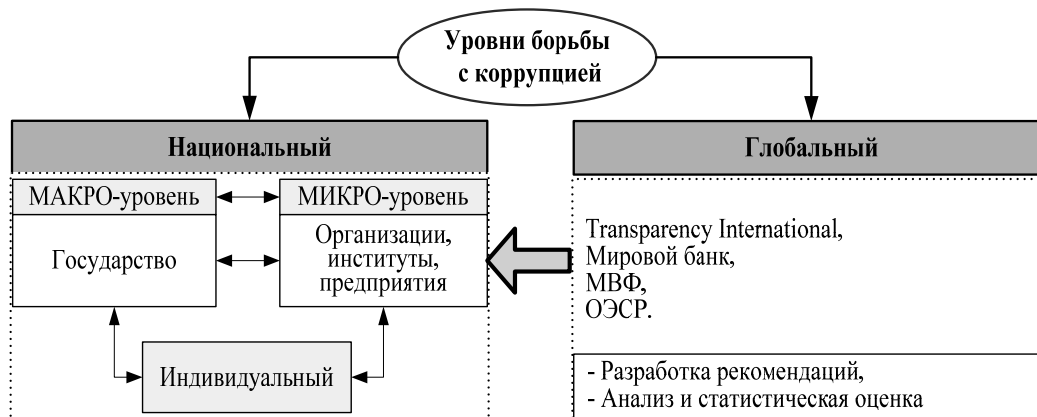 Уровни борьбы
с коррупцией
Национальный
МАКРО-уровень
МИКРО-уровень
Государство
Организации,
институты,
предприятия
Индивидуальный
Глобальный
Transparency International,
Мировой банк,
МВФ,
ОЭСР.
- Разработка рекомендаций,
- Анализ и статистическая оценка